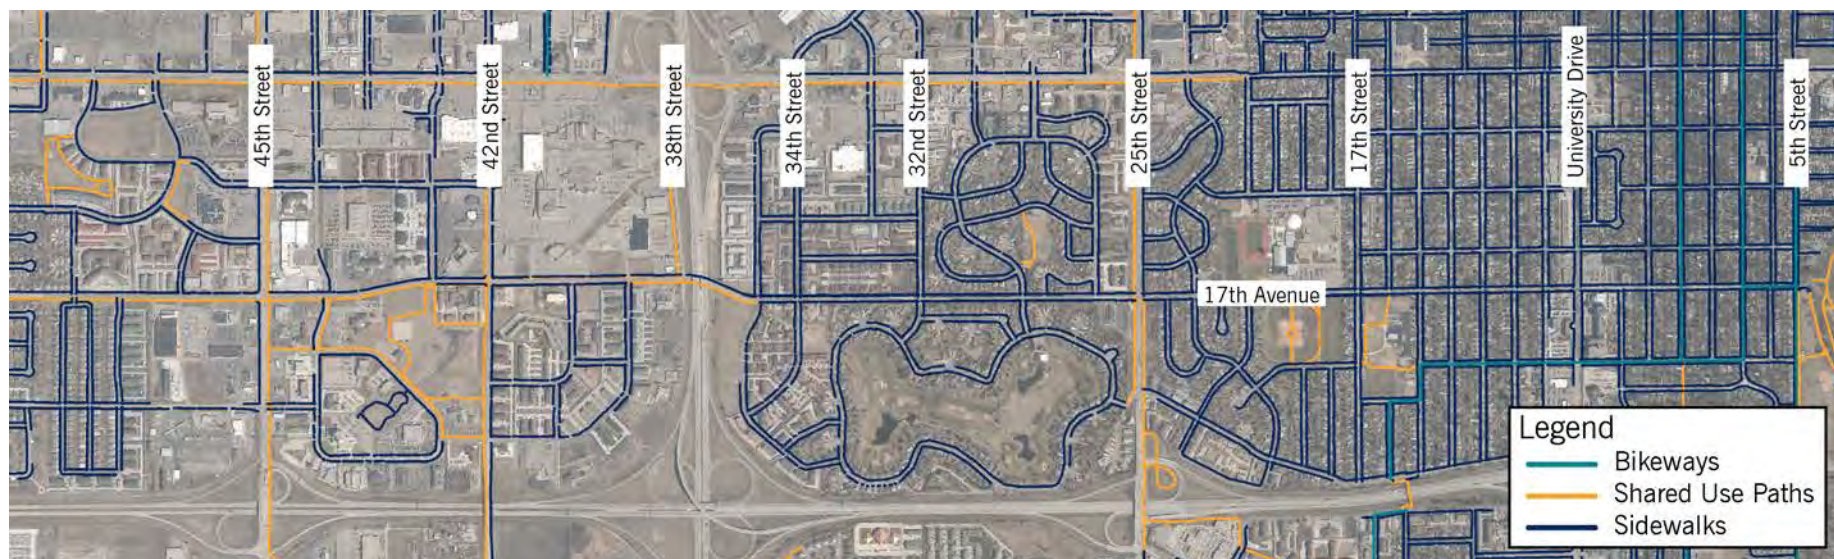 45th Street
42nd Street
38th Street
34th Street
32nd Street
25th Street
17th Street
University Drive
5th Street
17th Avenue
Legend
Bikeways
Shared Use Paths
Sidewalks